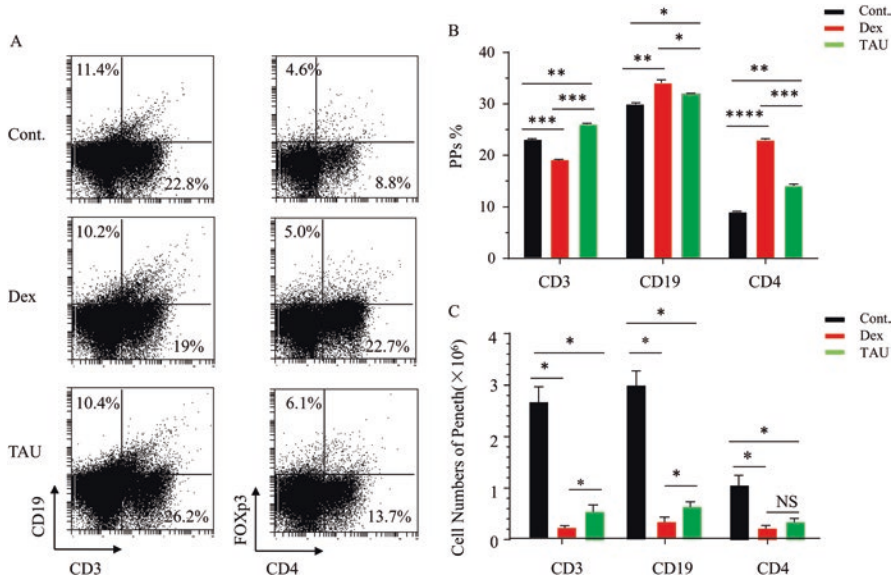 A
Cont.
11.4%
22.8%
4.6%
8.8%
Dex
10.2%
19%
5.0%
22.7%
TAU
10.4%
26.2%
6.1%
13.7%
CD19
CD3
FOXp3
CD4
B
Cont.
Dex
TAU
PPs %
40
30
20
10
0
** *** ***
* ** *
** **** ***
CD3 CD19 CD4
C
Cont.
Dex
TAU
Cell Numbers of Peneth(×10⁶)
4
3
2
1
0
* * *
* * *
* * NS
CD3 CD19 CD4